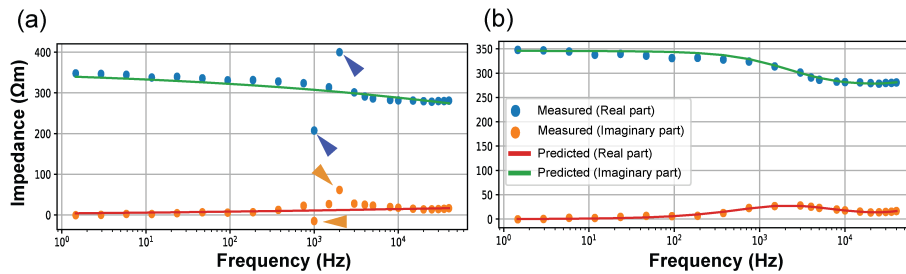 (a)
(b)
Impedance (Ωm)
400
300
200
100
0
10⁰
10¹
10²
10³
10⁴
Frequency (Hz)
350
300
250
200
150
100
50
0
Measured (Real part)
Measured (Imaginary part)
Predicted (Real part)
Predicted (Imaginary part)
10⁰
10¹
10²
10³
10⁴
Frequency (Hz)